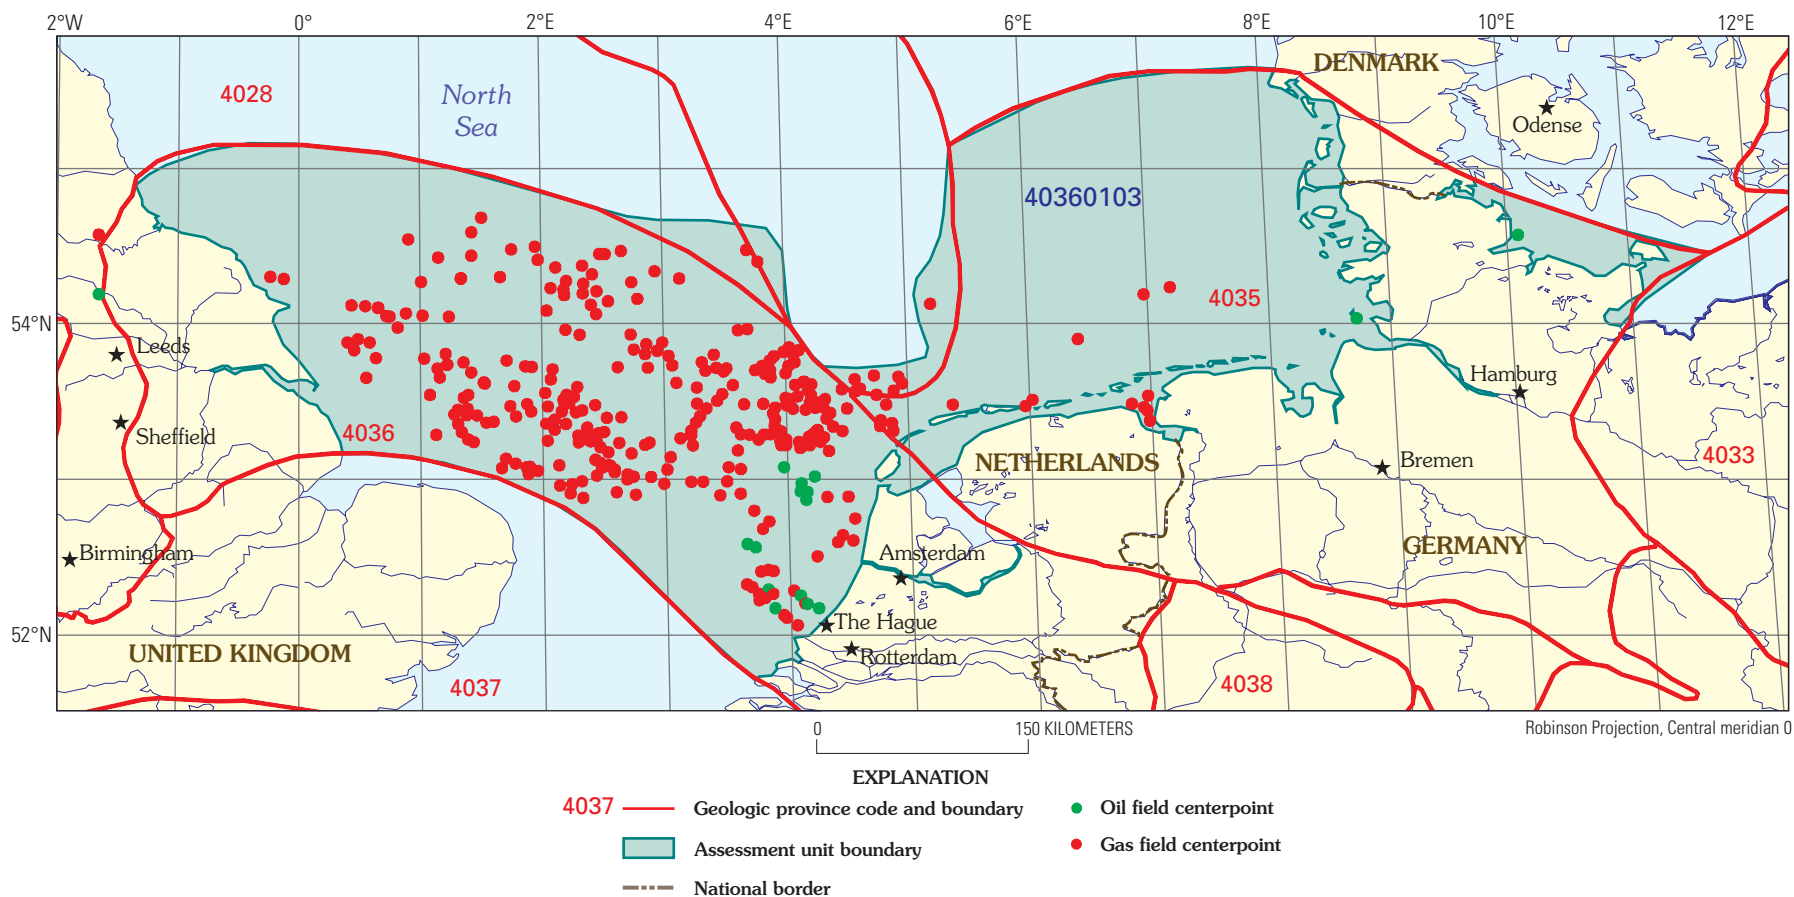 2°W 0° 2°E 4°E 6°E 8°E 10°E 12°E
DENMARK
4028
North
Sea
Odense
40360103
4035
54°N
Leeds
Hamburg
Sheffield
4036
NETHERLANDS
Bremen
4033
Birmingham
Amsterdam
GERMANY
The Hague
52°N
UNITED KINGDOM
Rotterdam
4037
4038
0 150 KILOMETERS
Robinson Projection, Central meridian 0
EXPLANATION
4037 Geologic province code and boundary
Oil field centerpoint
Assessment unit boundary
Gas field centerpoint
National border